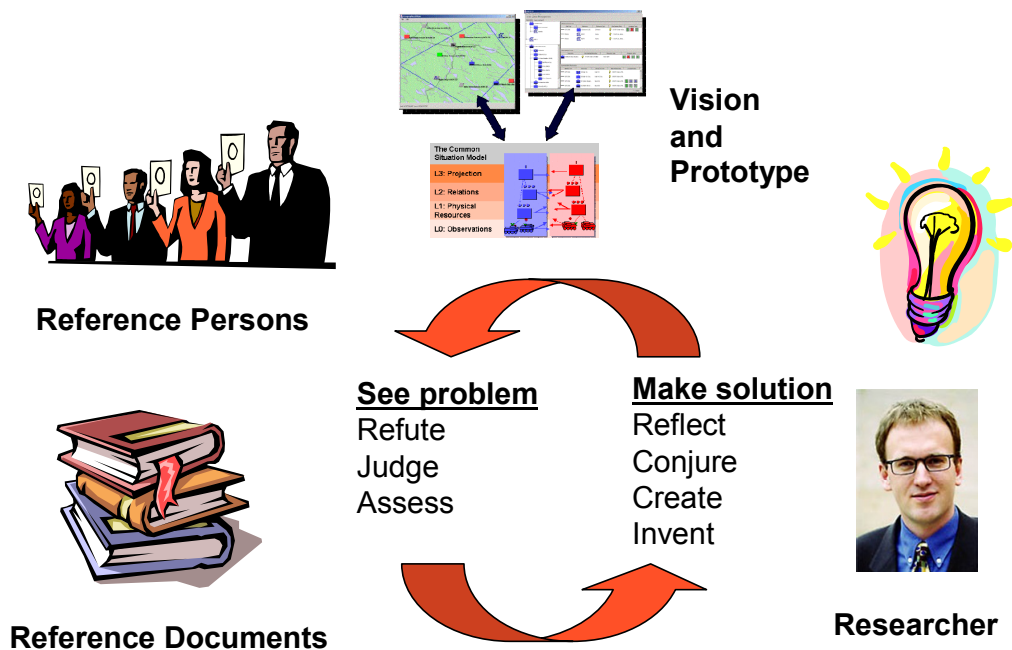 Vision
and
Prototype
The Common
Situation Model
L3: Projection
L2: Relations
L1: Physical
Resources
L0: Observations
Reference Persons
See problem
Refute
Judge
Assess
Make solution
Reflect
Conjure
Create
Invent
Reference Documents
Researcher